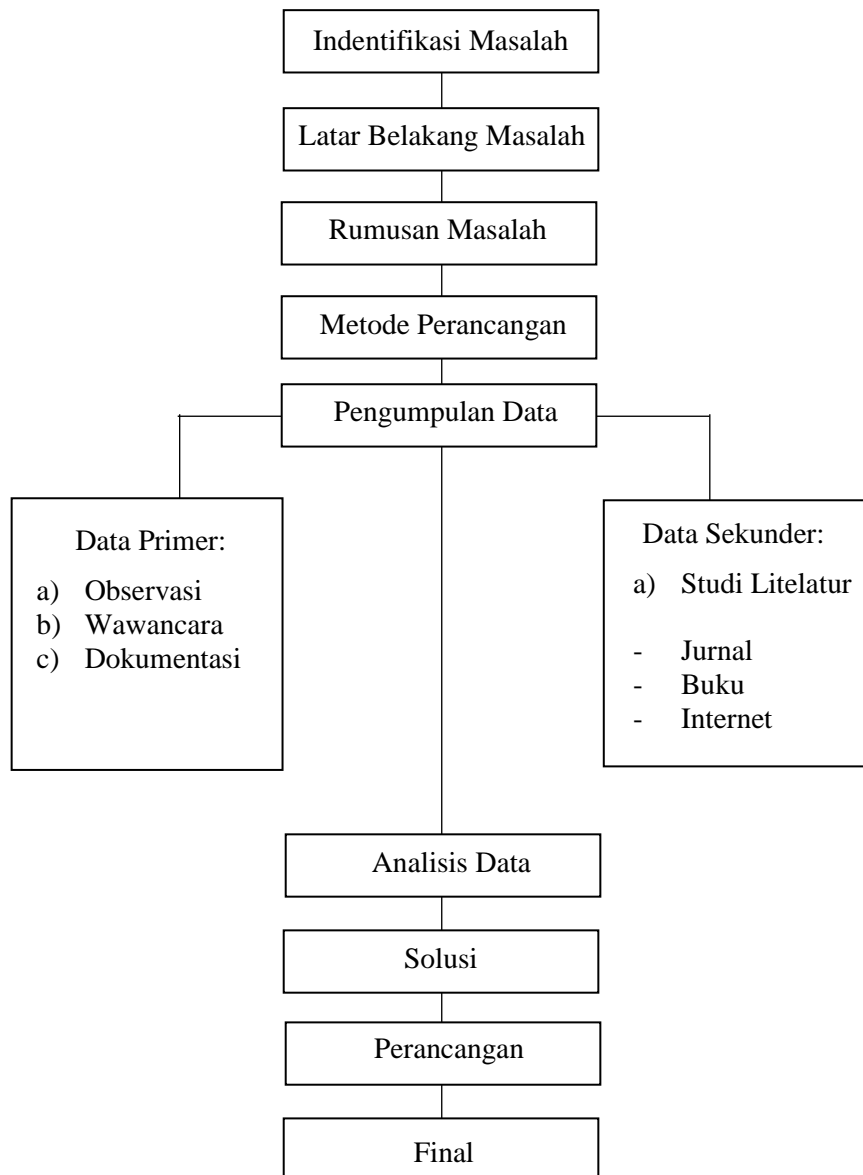 Indentifikasi Masalah
Latar Belakang Masalah
Rumusan Masalah
Metode Perancangan
Pengumpulan Data
Data Primer:
a) Observasi
b) Wawancara
c) Dokumentasi
Data Sekunder:
a) Studi Litelatur
- Jurnal
- Buku
- Internet
Analisis Data
Solusi
Perancangan
Final